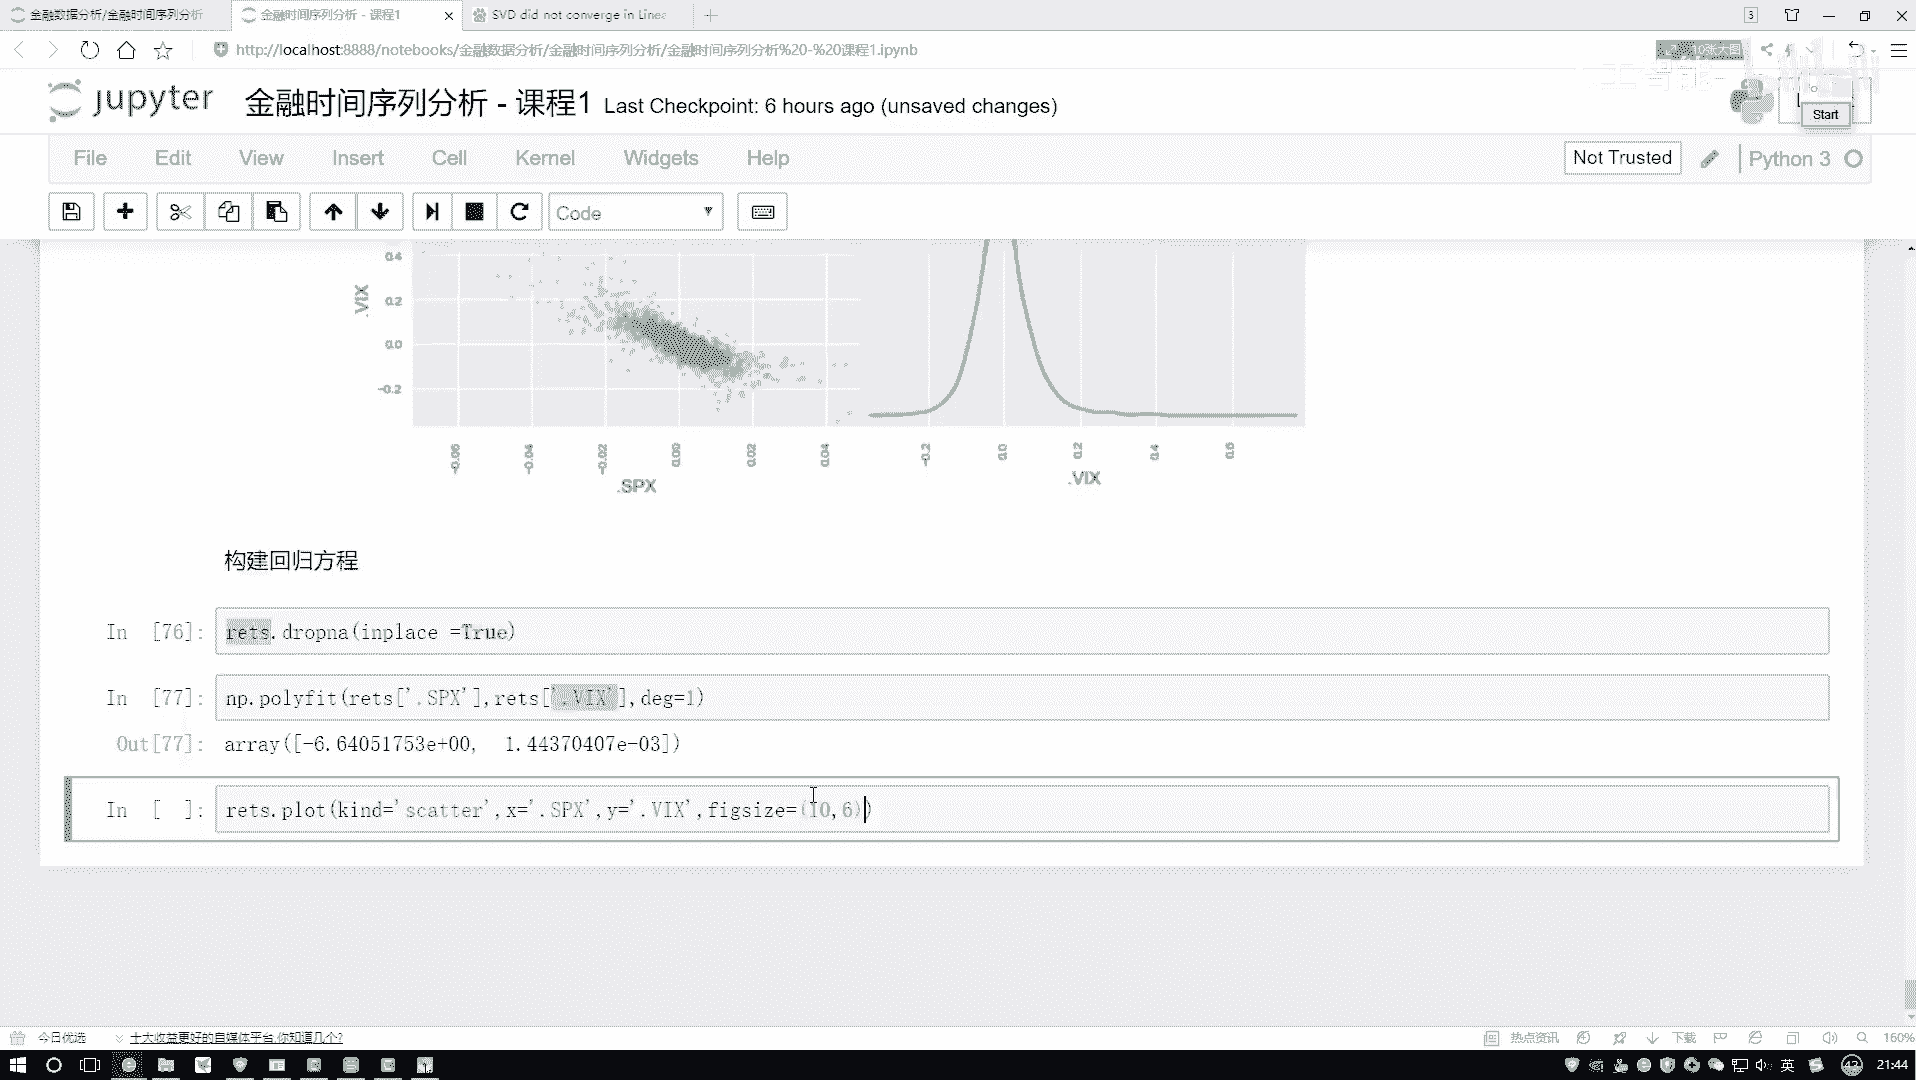 金融数据分析/金融时间序列分析
金融时间序列分析 - 课程1
SVD did not converge in Linea
3
http://localhost:8888/notebooks/金融数据分析/金融时间序列分析/金融时间序列分析%20-%20课程1.ipynb
jupyter 金融时间序列分析 - 课程1 Last Checkpoint: 6 hours ago (unsaved changes)
Start
File Edit View Insert Cell Kernel Widgets Help
Not Trusted
Python 3
Code
0.4
0.2
0.0
-0.2
.VIX
-0.06 -0.04 -0.02 0.00 0.02 0.04
.SPX
-0.2 0.0 0.2 0.4 0.6
.VIX
构建回归方程
In [76]: rets.dropna(inplace =True)
In [77]: np.polyfit(rets['.SPX'],rets['.VIX'],deg=1)
Out[77]: array([-6.64051753e+00, 1.44370407e-03])
In [ ]: rets.plot(kind='scatter',x='.SPX',y='.VIX',figsize=(10,6))
今日优选
十大收益更好的自媒体平台,你知道几个?
热点资讯
下载
160%
英
42
21:44